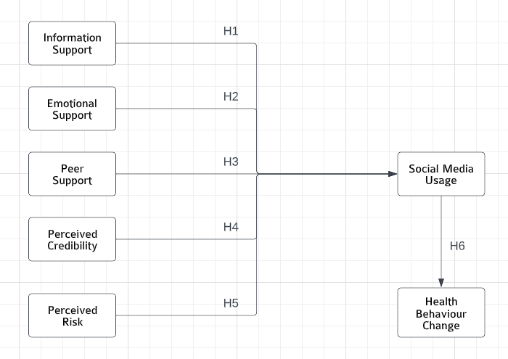 Information
Support
H1
Emotional
Support
H2
Peer
Support
H3
Perceived
Credibility
H4
Perceived
Risk
H5
Social Media
Usage
H6
Health
Behaviour
Change